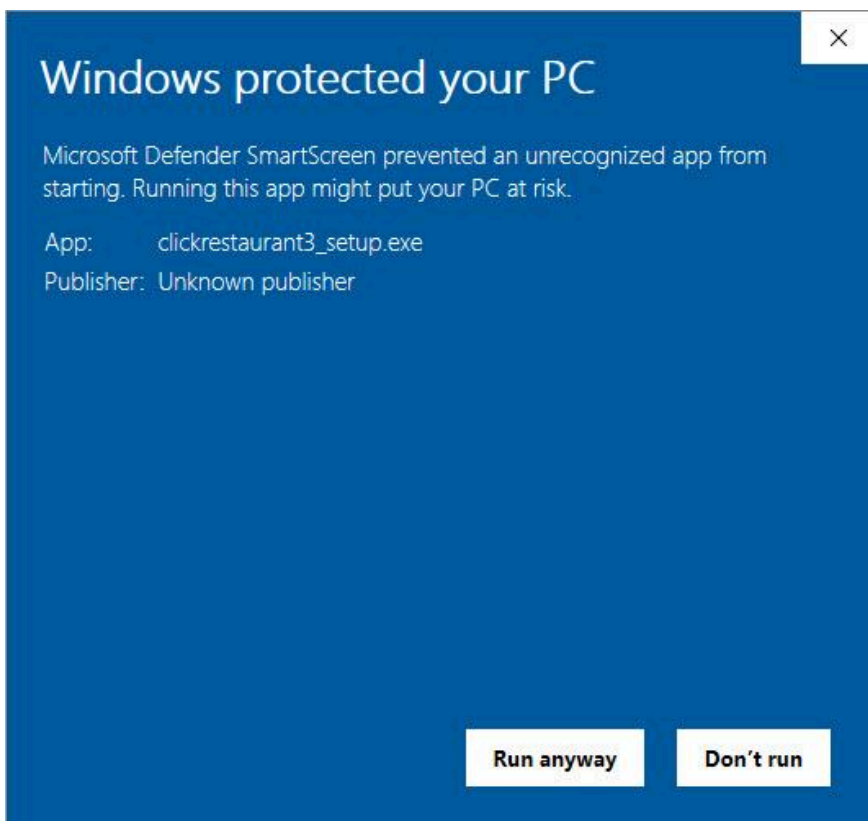 Windows protected your PC
Microsoft Defender SmartScreen prevented an unrecognized app from
starting. Running this app might put your PC at risk.
App: clickrestaurant3_setup.exe
Publisher: Unknown publisher
Run anyway Don't run